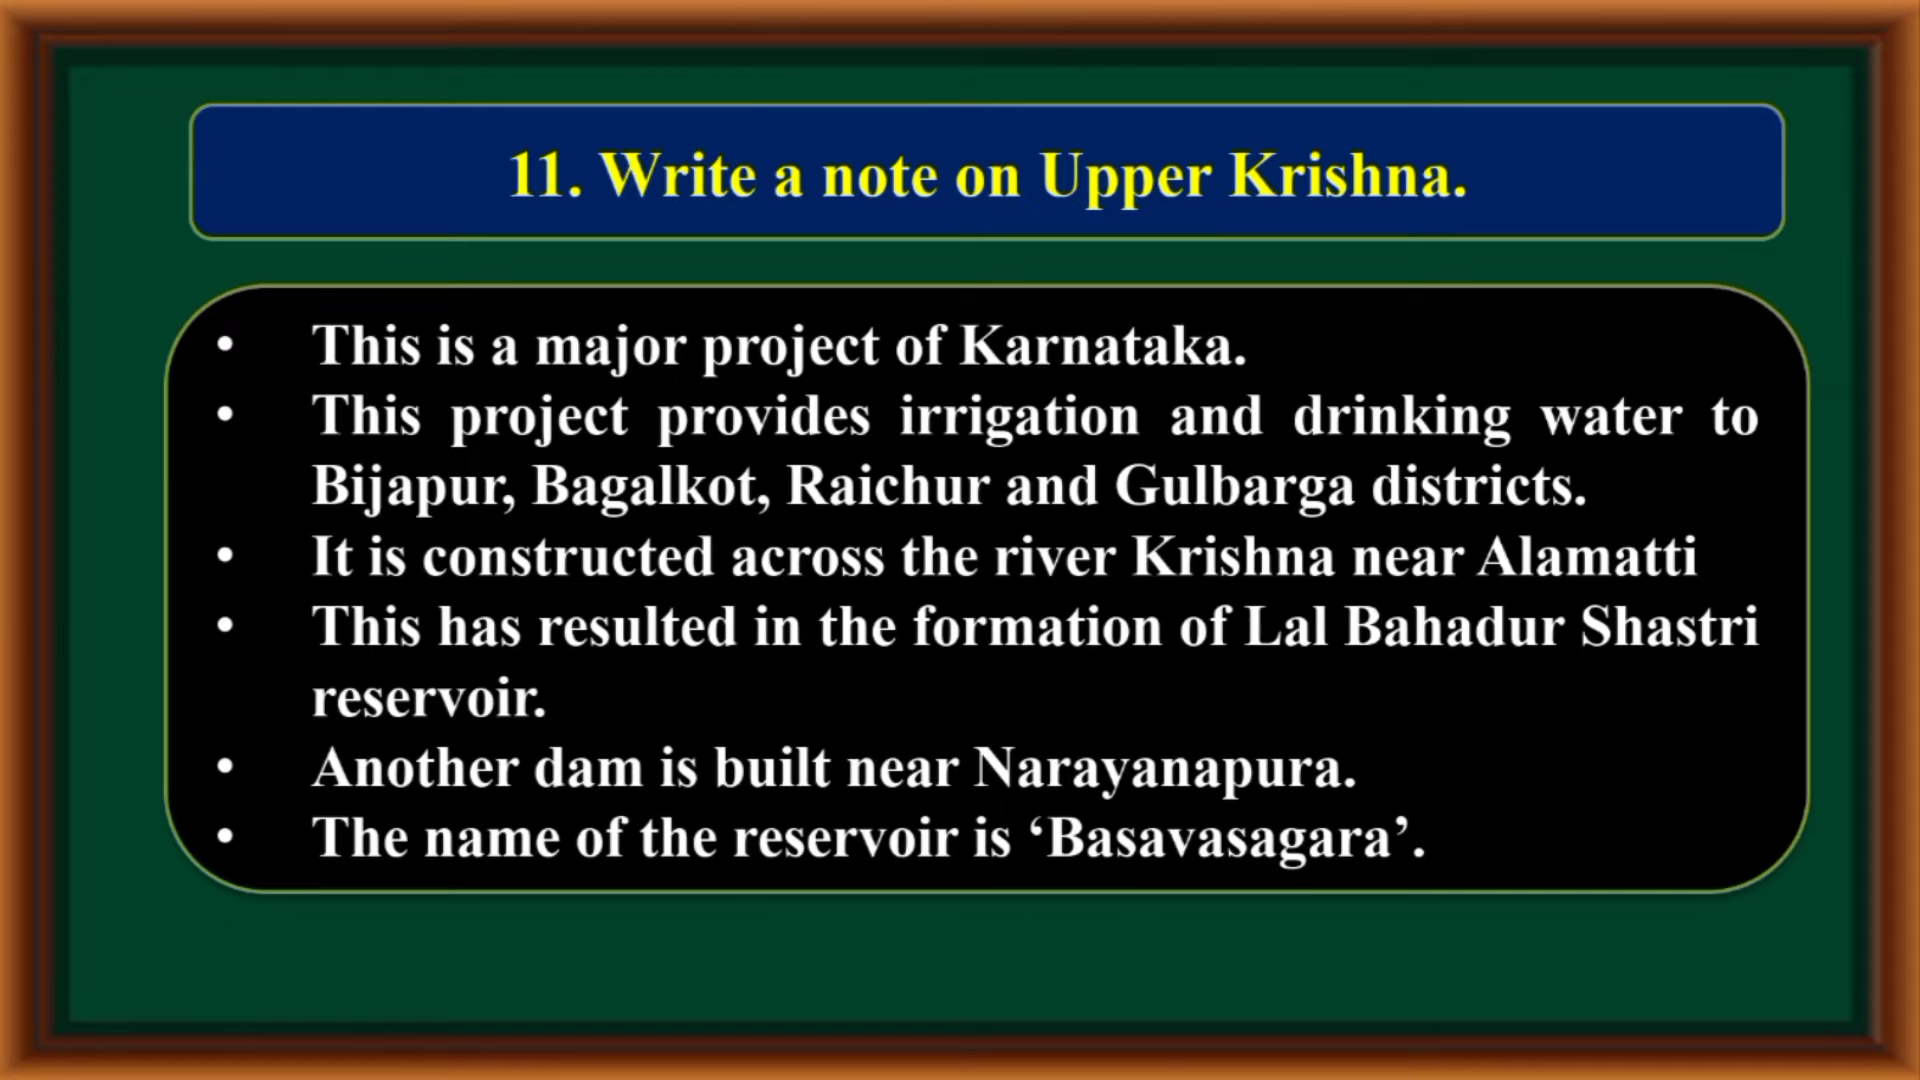 11. Write a note on Upper Krishna.
• This is a major project of Karnataka.
• This project provides irrigation and drinking water to
Bijapur, Bagalkot, Raichur and Gulbarga districts.
• It is constructed across the river Krishna near Alamatti
• This has resulted in the formation of Lal Bahadur Shastri
reservoir.
• Another dam is built near Narayanapura.
• The name of the reservoir is ‘Basavasagara’.